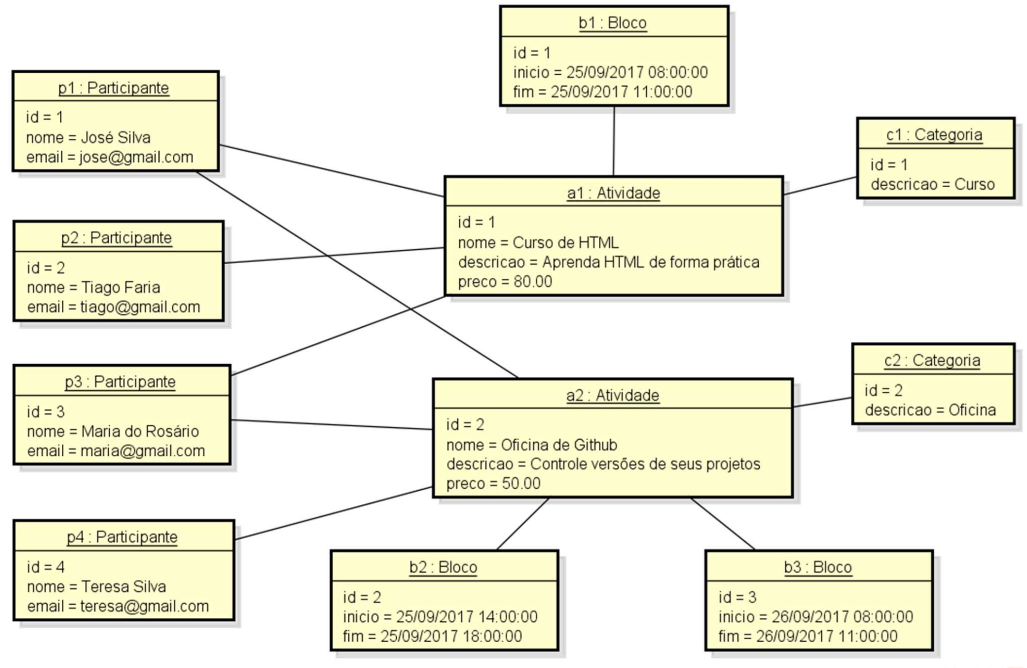 b1 : Bloco
id = 1
inicio = 25/09/2017 08:00:00
fim = 25/09/2017 11:00:00
p1 : Participante
id = 1
nome = José Silva
email = jose@gmail.com
c1 : Categoria
id = 1
descricao = Curso
a1 : Atividade
id = 1
nome = Curso de HTML
descricao = Aprenda HTML de forma prática
preco = 80.00
p2 : Participante
id = 2
nome = Tiago Faria
email = tiago@gmail.com
c2 : Categoria
id = 2
descricao = Oficina
p3 : Participante
id = 3
nome = Maria do Rosário
email = maria@gmail.com
a2 : Atividade
id = 2
nome = Oficina de Github
descricao = Controle versões de seus projetos
preco = 50.00
p4 : Participante
id = 4
nome = Teresa Silva
email = teresa@gmail.com
b2 : Bloco
id = 2
inicio = 25/09/2017 14:00:00
fim = 25/09/2017 18:00:00
b3 : Bloco
id = 3
inicio = 26/09/2017 08:00:00
fim = 26/09/2017 11:00:00